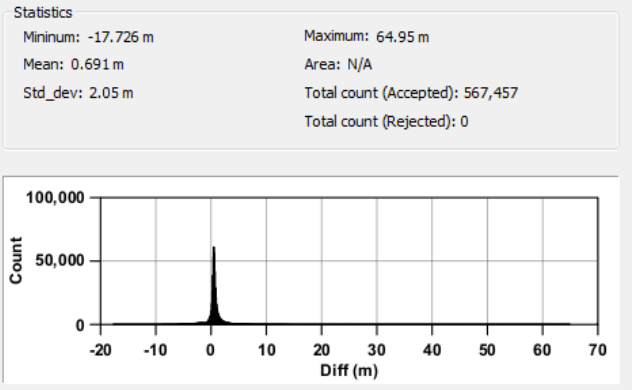 Statistics
Mininum: -17.726 m
Maximum: 64.95 m
Mean: 0.691 m
Area: N/A
Std_dev: 2.05 m
Total count (Accepted): 567,457
Total count (Rejected): 0
100,000
50,000
0
Count
-20 -10 0 10 20 30 40 50 60 70
Diff (m)